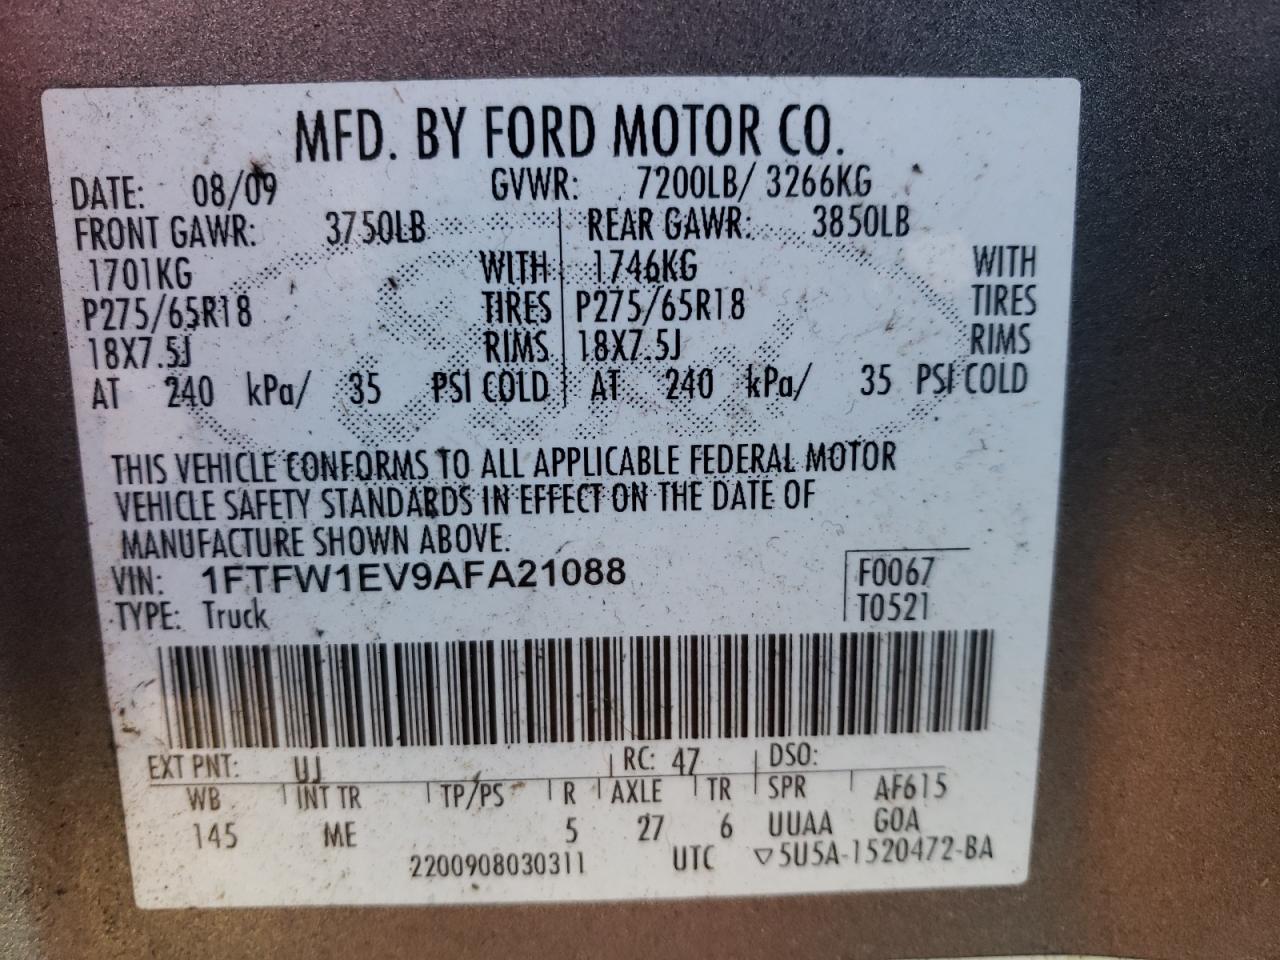 MFD. BY FORD MOTOR CO.
DATE: 08/09 GVWR: 7200LB/ 3266KG
FRONT GAWR: 3750LB REAR GAWR: 3850LB
1701KG WITH 1746KG WITH
P275/65R18 TIRES P275/65R18 TIRES
18X7.5J RIMS 18X7.5J RIMS
AT 240 kPa/ 35 PSI COLD AT 240 kPa/ 35 PSI COLD
THIS VEHICLE CONFORMS TO ALL APPLICABLE FEDERAL MOTOR
VEHICLE SAFETY STANDARDS IN EFFECT ON THE DATE OF
MANUFACTURE SHOWN ABOVE.
VIN: 1FTFW1EV9AFA21088 F0067
TYPE: Truck T0521
EXT PNT: UJ RC: 47 DSO:
WB INT TR TP/PS R AXLE TR SPR AF615
145 ME 5 27 6 UUAA G0A
2200908030311 UTC ▽5U5A-1520472-BA